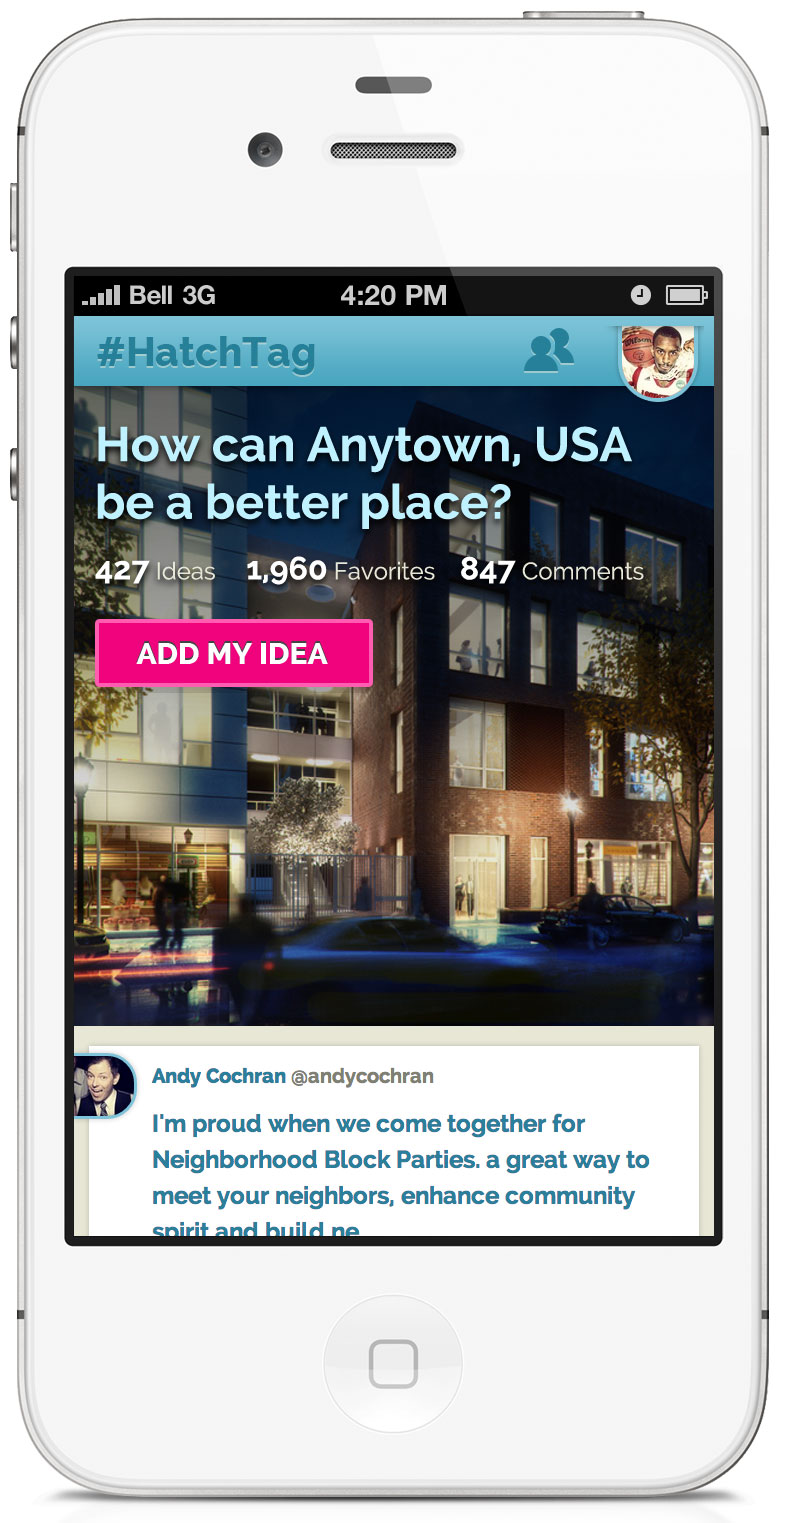 Bell 3G 4:20 PM
#HatchTag
Wilson
How can Anytown, USA
be a better place?
427 Ideas 1,960 Favorites 847 Comments
ADD MY IDEA
Andy Cochran @andycochran
I'm proud when we come together for
Neighborhood Block Parties. a great way to
meet your neighbors, enhance community
spirit and build ne